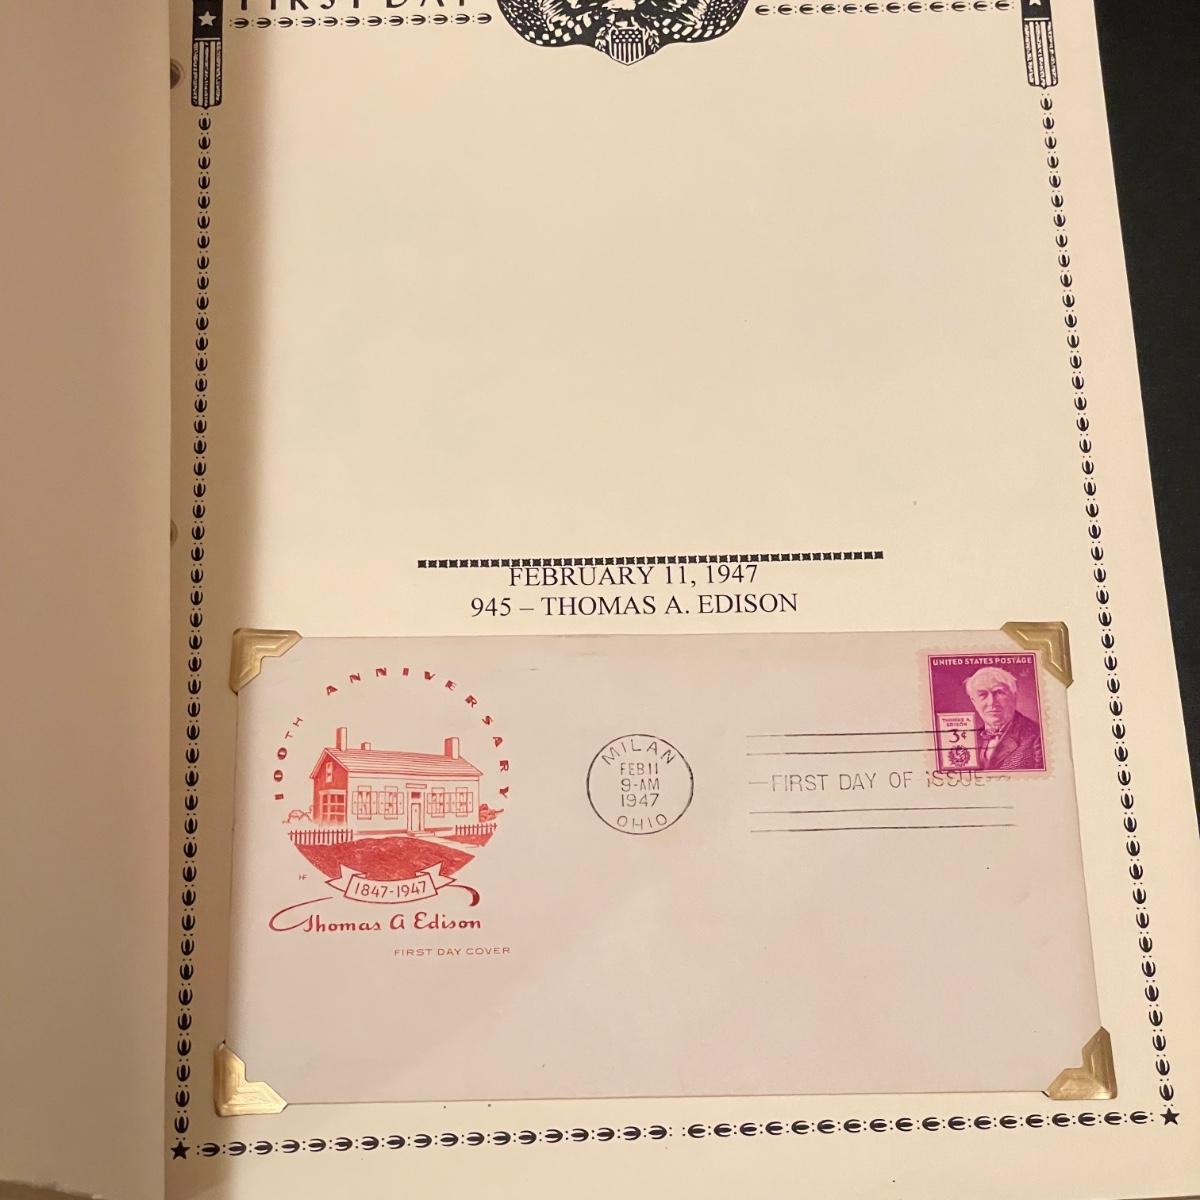 FIRST DAY
FEBRUARY 11, 1947
945 – THOMAS A. EDISON
100TH ANNIVERSARY
1847-1947
Thomas A Edison
FIRST DAY COVER
HF
MILAN
FEB 11
9-AM
1947
OHIO
FIRST DAY OF ISSUE
UNITED STATES POSTAGE
THOMAS A.
EDISON
3¢